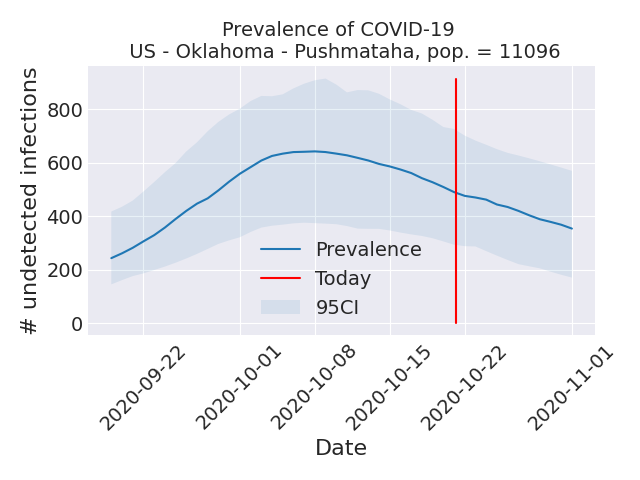 Prevalence of COVID-19
US - Oklahoma - Pushmataha, pop. = 11096
# undetected infections
800
600
400
200
0
Prevalence
Today
95CI
2020-09-22
2020-10-01
2020-10-08
2020-10-15
2020-10-22
2020-11-01
Date